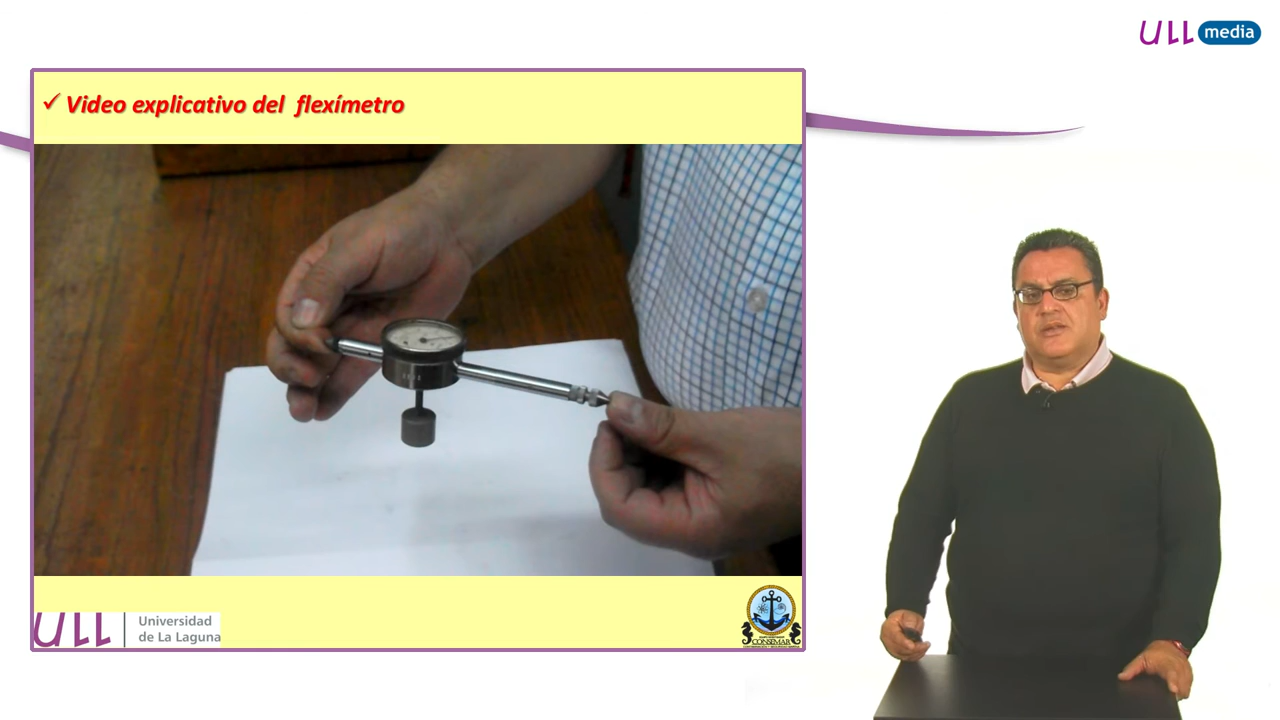 ULL media
✓ Video explicativo del flexímetro
ULL
Universidad
de La Laguna
CONSEMAR